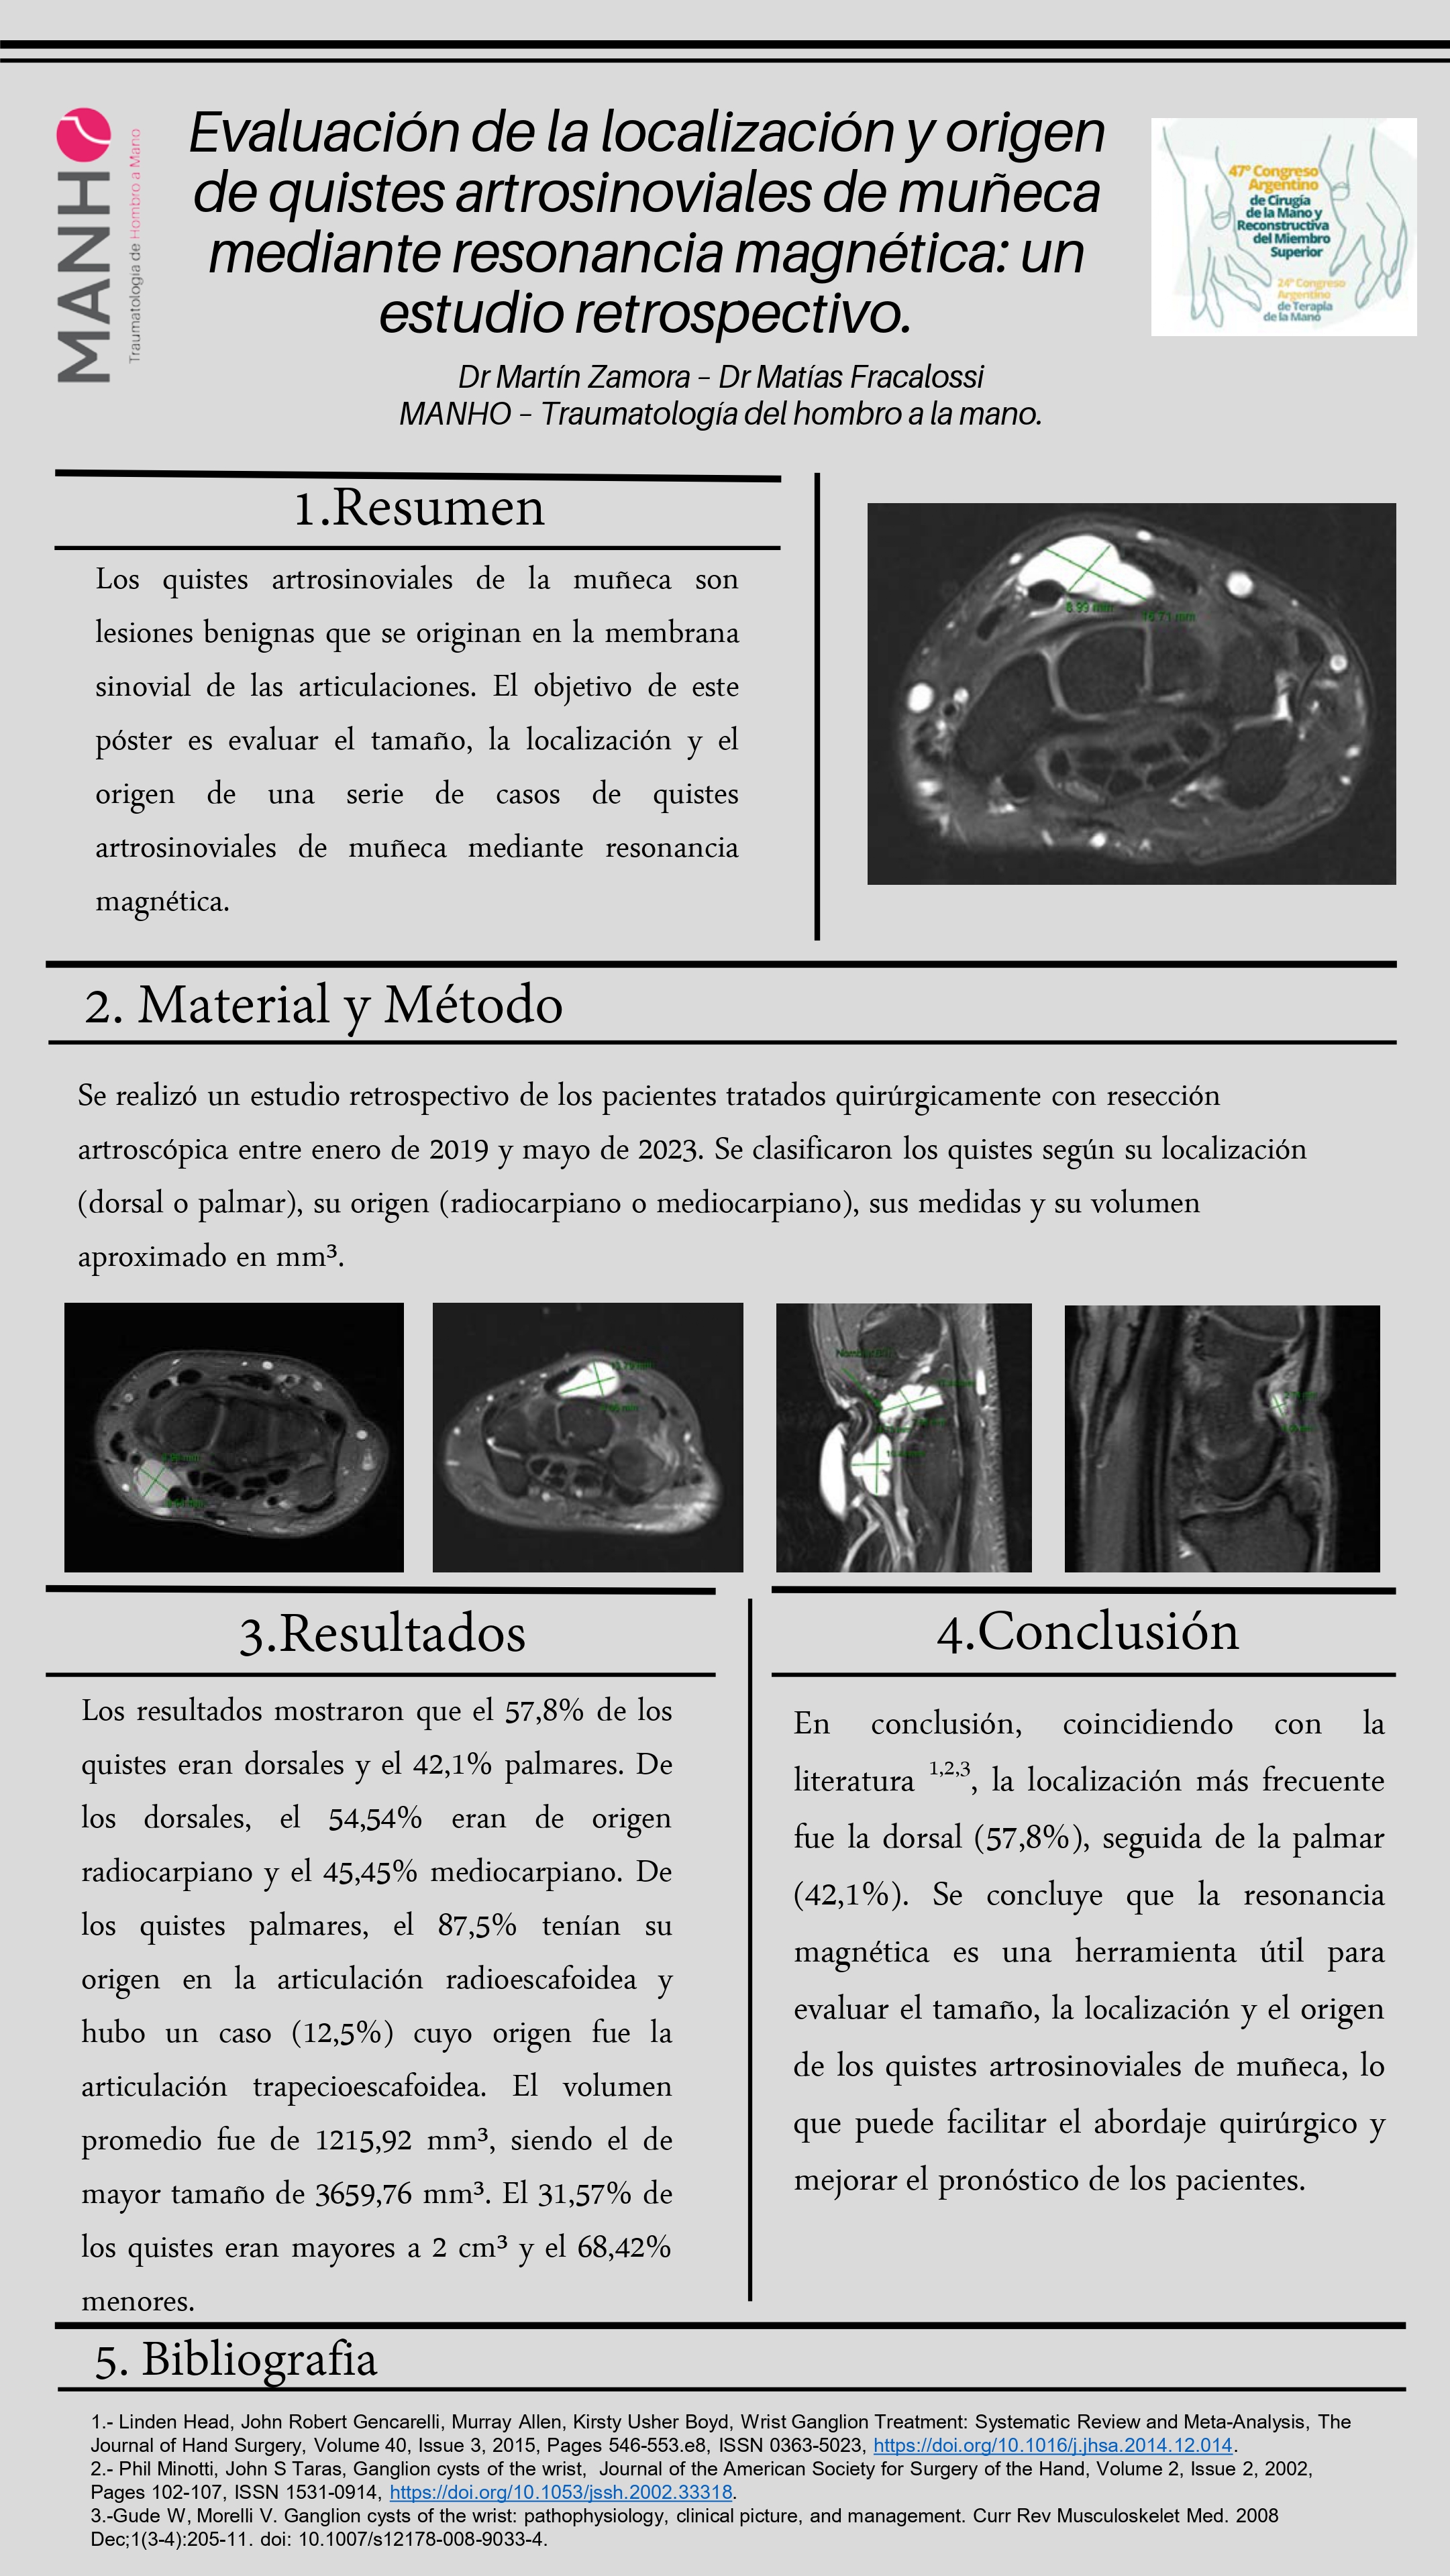 MANHO
Traumatología de Hombro a Mano
Evaluación de la localización y origen
de quistes artrosinoviales de muñeca
mediante resonancia magnética: un
estudio retrospectivo.
47º Congreso
Argentino
de Cirugía
de la Mano y
Reconstructiva
del Miembro
Superior
24º Congreso
Argentino
de Terapia
de la Mano
Dr Martín Zamora – Dr Matías Fracalossi
MANHO – Traumatología del hombro a la mano.
1.Resumen
Los quistes artrosinoviales de la muñeca son
lesiones benignas que se originan en la membrana
sinovial de las articulaciones. El objetivo de este
póster es evaluar el tamaño, la localización y el
origen de una serie de casos de quistes
artrosinoviales de muñeca mediante resonancia
magnética.
8.99 mm
2. Material y Método
Se realizó un estudio retrospectivo de los pacientes tratados quirúrgicamente con resección
artroscópica entre enero de 2019 y mayo de 2023. Se clasificaron los quistes según su localización
(dorsal o palmar), su origen (radiocarpiano o mediocarpiano), sus medidas y su volumen
aproximado en mm³.
3.Resultados
Los resultados mostraron que el 57,8% de los
quistes eran dorsales y el 42,1% palmares. De
los dorsales, el 54,54% eran de origen
radiocarpiano y el 45,45% mediocarpiano. De
los quistes palmares, el 87,5% tenían su
origen en la articulación radioescafoidea y
hubo un caso (12,5%) cuyo origen fue la
articulación trapecioescafoidea. El volumen
promedio fue de 1215,92 mm³, siendo el de
mayor tamaño de 3659,76 mm³. El 31,57% de
los quistes eran mayores a 2 cm³ y el 68,42%
menores.
4.Conclusión
En conclusión, coincidiendo con la
literatura 1,2,3, la localización más frecuente
fue la dorsal (57,8%), seguida de la palmar
(42,1%). Se concluye que la resonancia
magnética es una herramienta útil para
evaluar el tamaño, la localización y el origen
de los quistes artrosinoviales de muñeca, lo
que puede facilitar el abordaje quirúrgico y
mejorar el pronóstico de los pacientes.
5. Bibliografia
1.- Linden Head, John Robert Gencarelli, Murray Allen, Kirsty Usher Boyd, Wrist Ganglion Treatment: Systematic Review and Meta-Analysis, The
Journal of Hand Surgery, Volume 40, Issue 3, 2015, Pages 546-553.e8, ISSN 0363-5023, https://doi.org/10.1016/j.jhsa.2014.12.014.
2.- Phil Minotti, John S Taras, Ganglion cysts of the wrist, Journal of the American Society for Surgery of the Hand, Volume 2, Issue 2, 2002,
Pages 102-107, ISSN 1531-0914, https://doi.org/10.1053/jssh.2002.33318.
3.-Gude W, Morelli V. Ganglion cysts of the wrist: pathophysiology, clinical picture, and management. Curr Rev Musculoskelet Med. 2008
Dec;1(3-4):205-11. doi: 10.1007/s12178-008-9033-4.